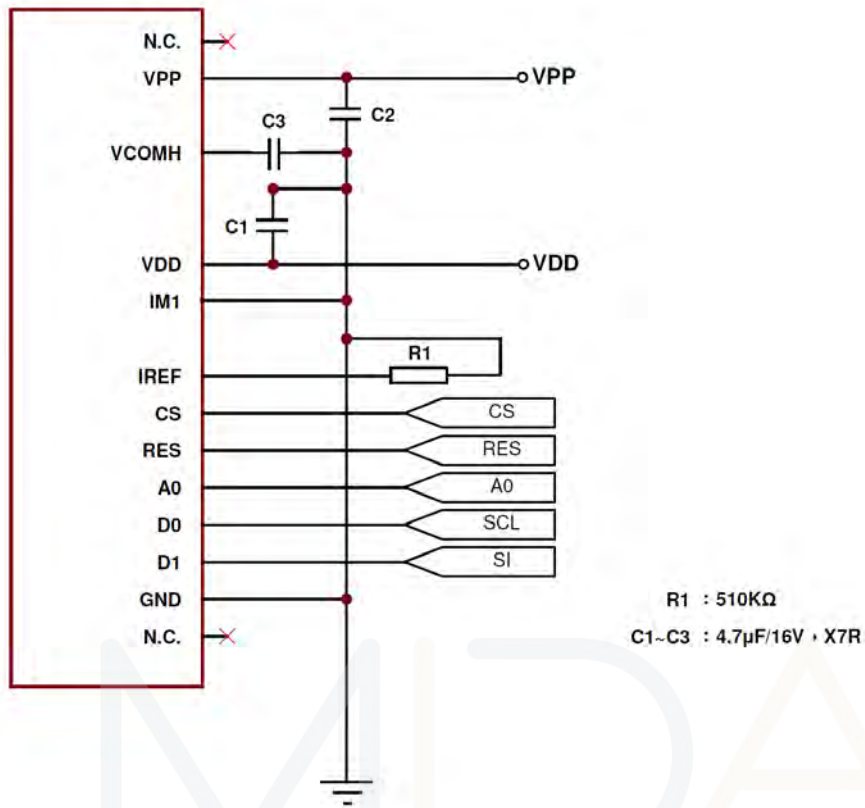 N.C.
VPP
VPP
C2
C3
VCOMH
C1
VDD
VDD
IM1
R1
IREF
CS
CS
RES
RES
A0
A0
D0
SCL
D1
SI
GND
R1 : 510KΩ
N.C.
C1~C3 : 4.7μF/16V, X7R
MIDA